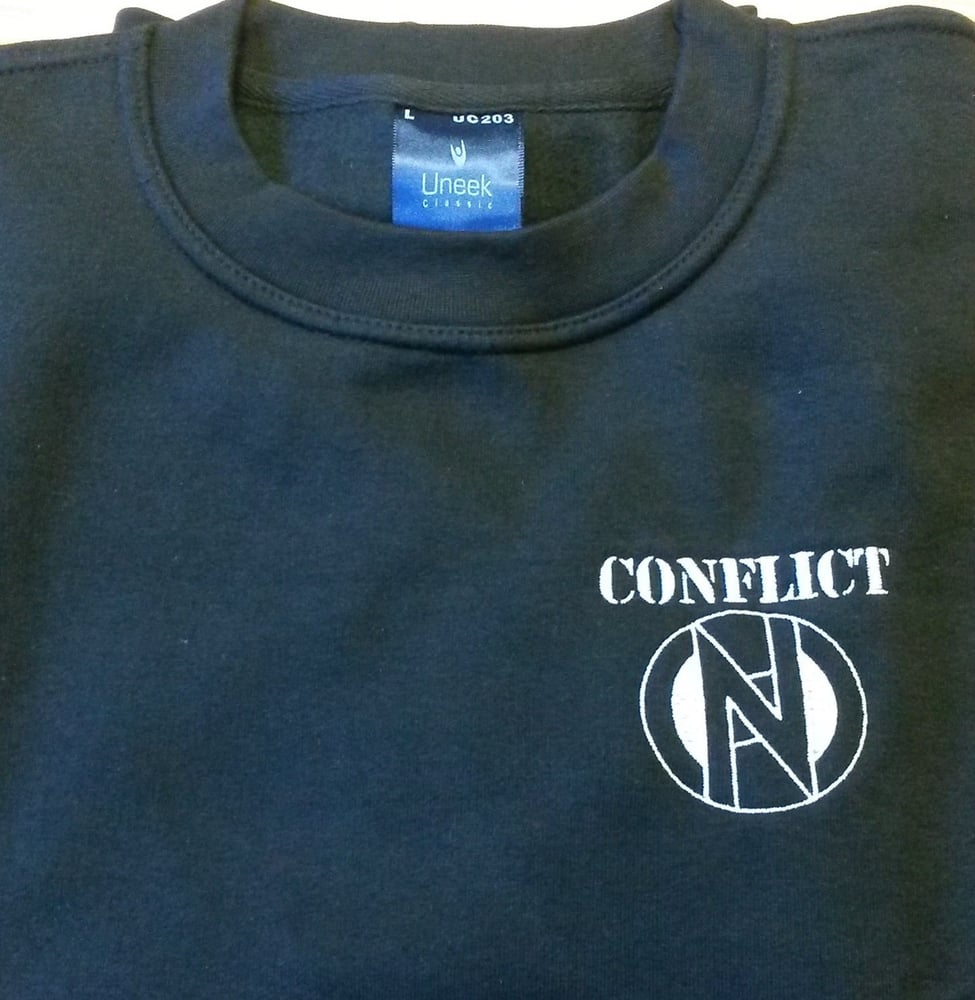 L UC203
Uneek
Classic
CONFLICT